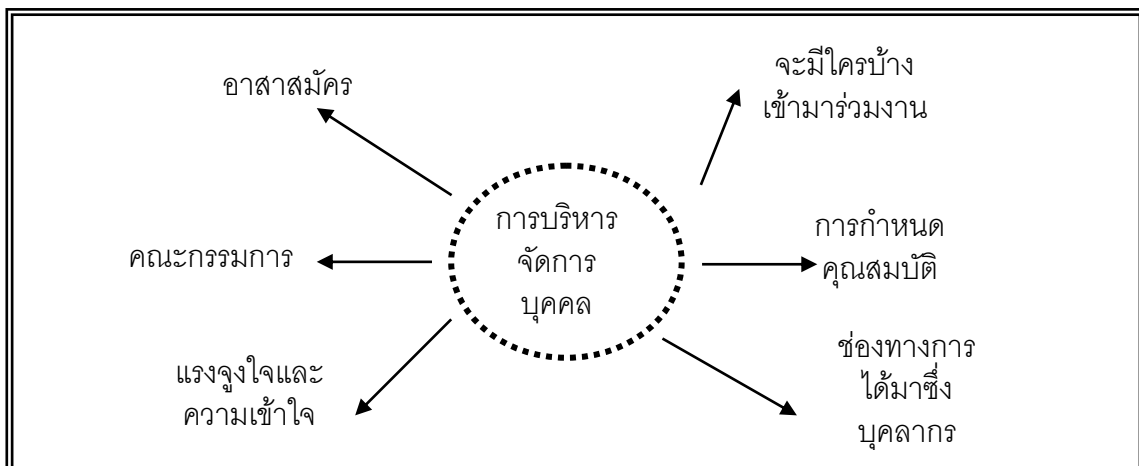 อาสาสมัคร
จะมีใครบ้าง
เข้ามาร่วมงาน
การบริหาร
จัดการ
บุคคล
คณะกรรมการ
การกำหนด
คุณสมบัติ
แรงจูงใจและ
ความเข้าใจ
ช่องทางการ
ได้มาซึ่ง
บุคลากร